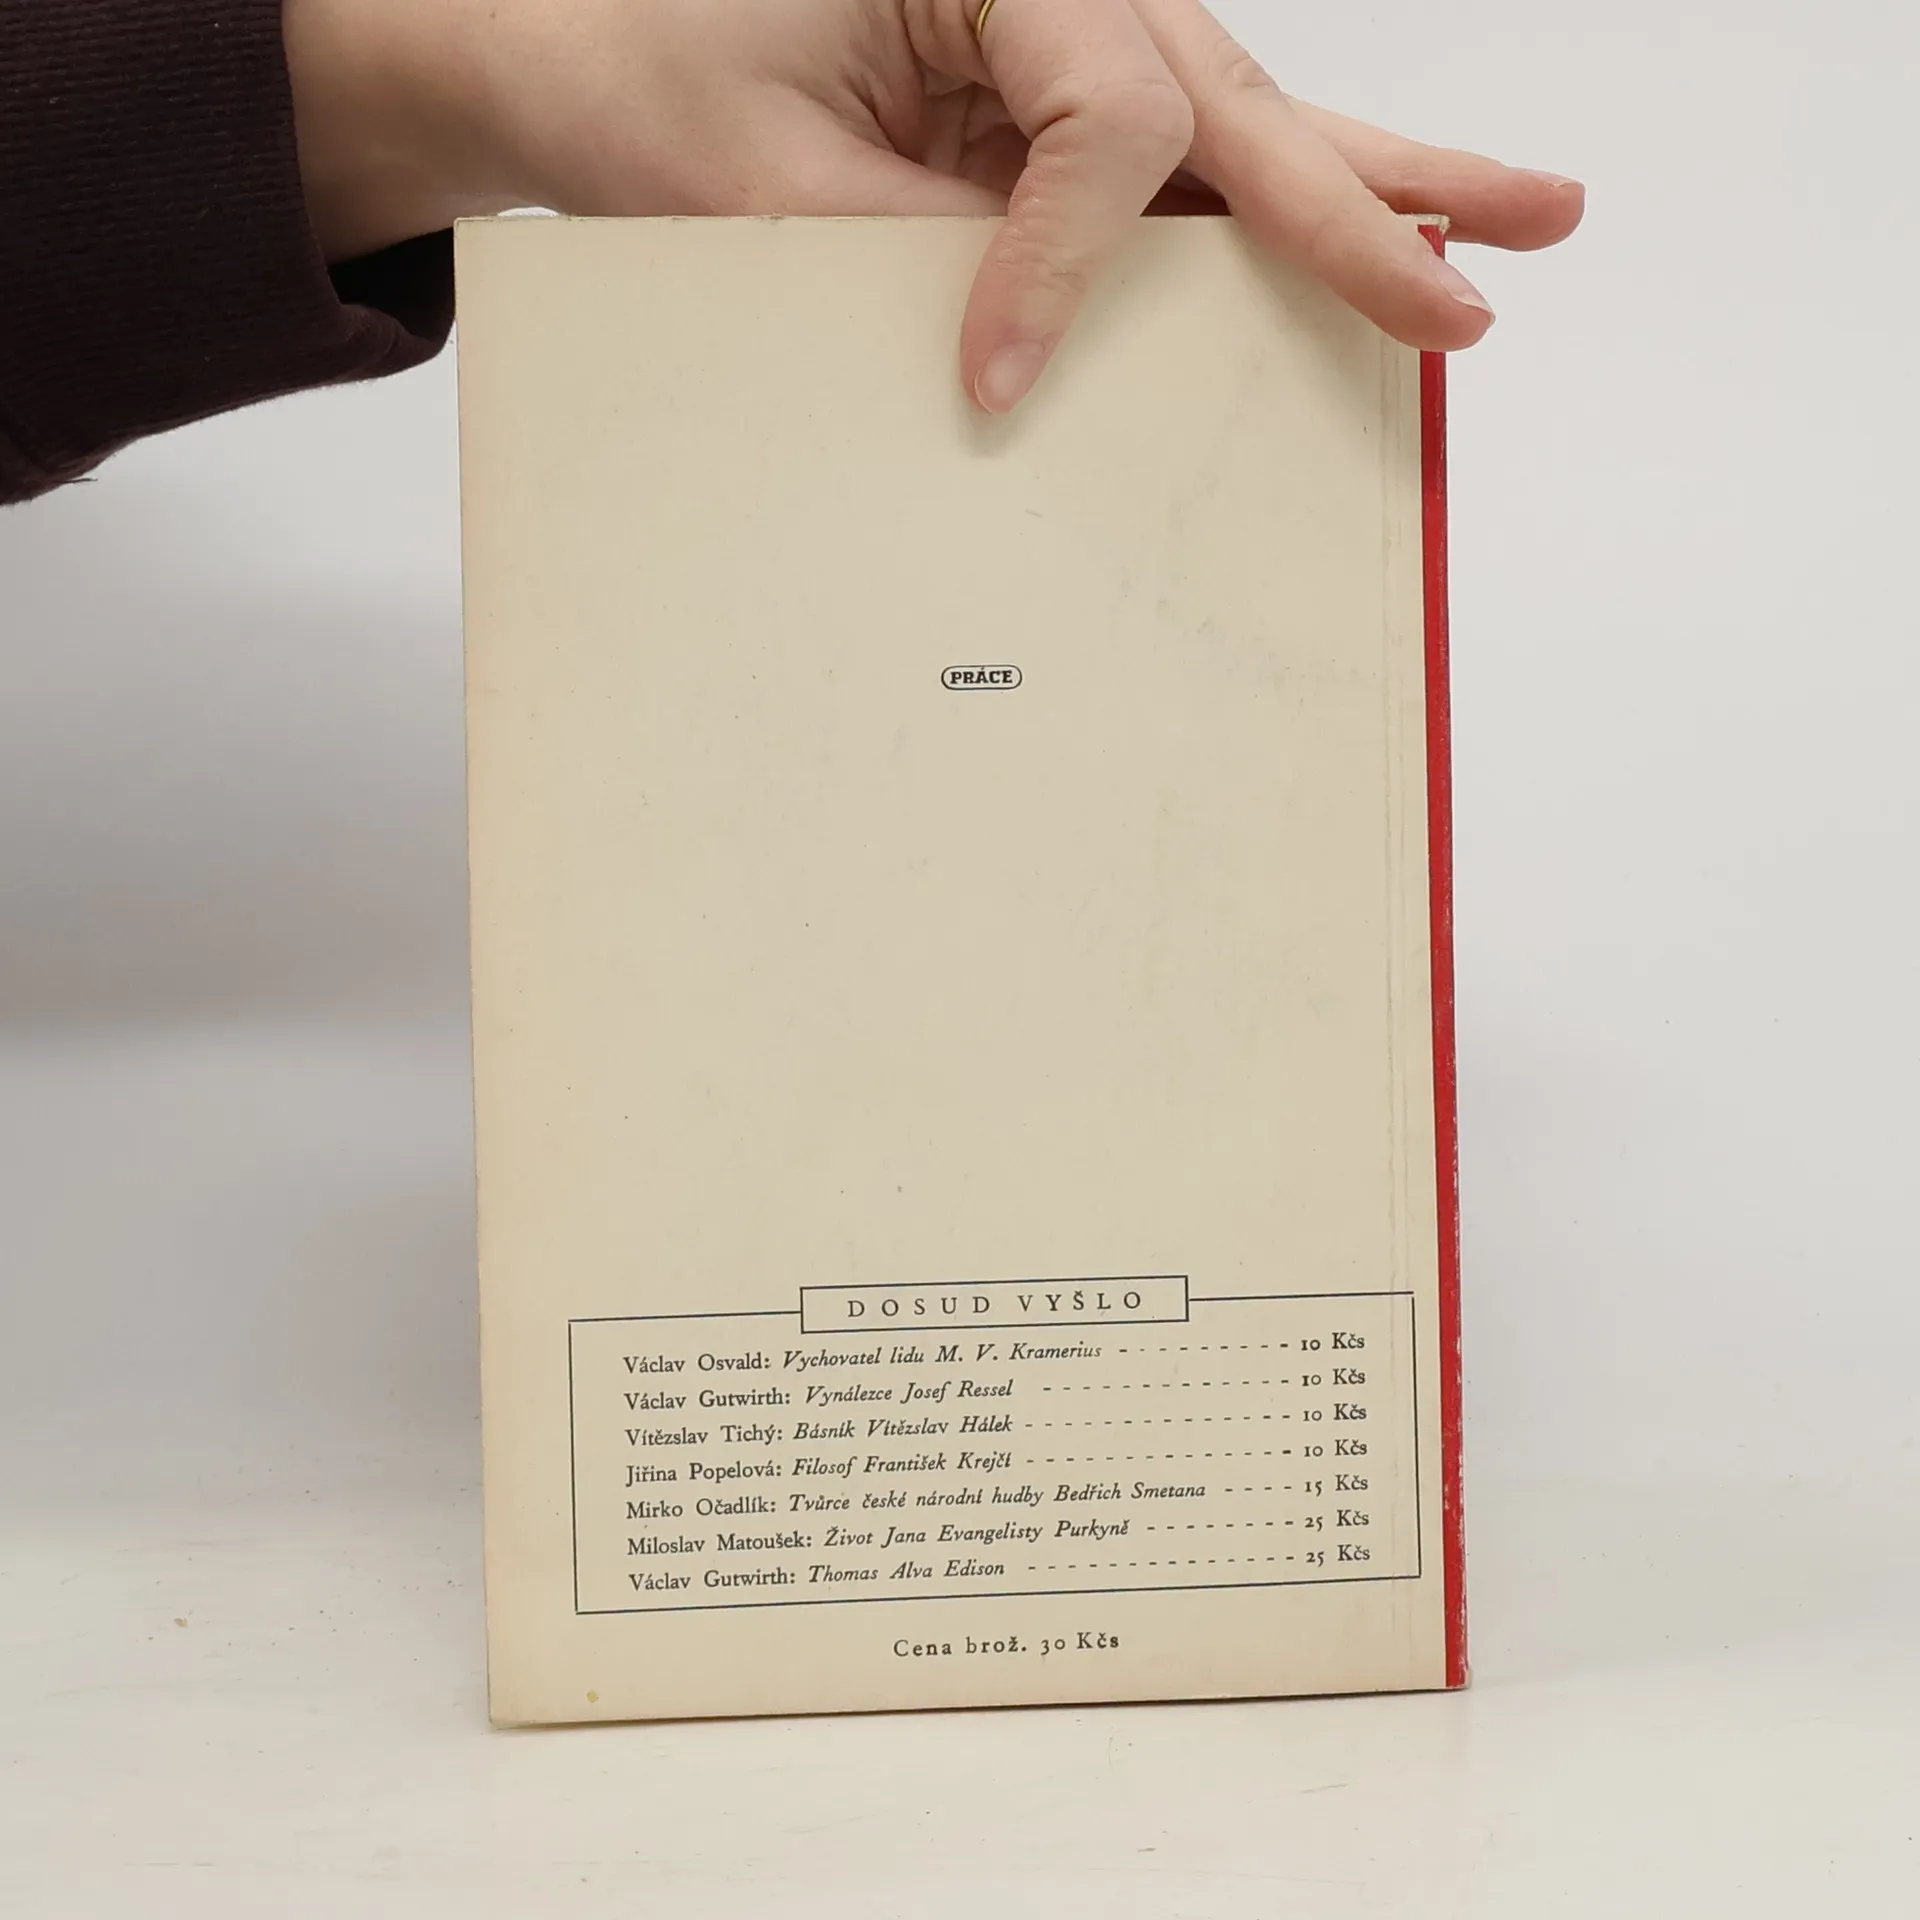 PRÁCE
DOSUD VYŠLO
Václav Osvald: Vychovatel lidu M. V. Kramerius - - - - - - - - - 10 Kčs
Václav Gutwirth: Vynálezce Josef Ressel - - - - - - - - - - - - - 10 Kčs
Vítězslav Tichý: Básník Vítězslav Hálek - - - - - - - - - - - - - - 10 Kčs
Jiřina Popelová: Filosof František Krejčí - - - - - - - - - - - - - - 10 Kčs
Mirko Očadlík: Tvůrce české národní hudby Bedřich Smetana - - - - 15 Kčs
Miloslav Matoušek: Život Jana Evangelisty Purkyně - - - - - - - - 25 Kčs
Václav Gutwirth: Thomas Alva Edison - - - - - - - - - - - - - - 25 Kčs
Cena brož. 30 Kčs